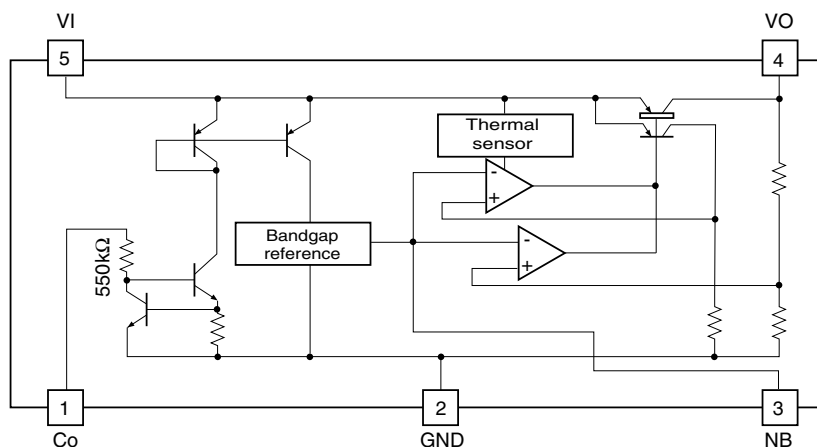 VI
VO
5
4
Thermal
sensor
-
+
Bandgap
reference
-
+
550kΩ
1
2
3
Co
GND
NB